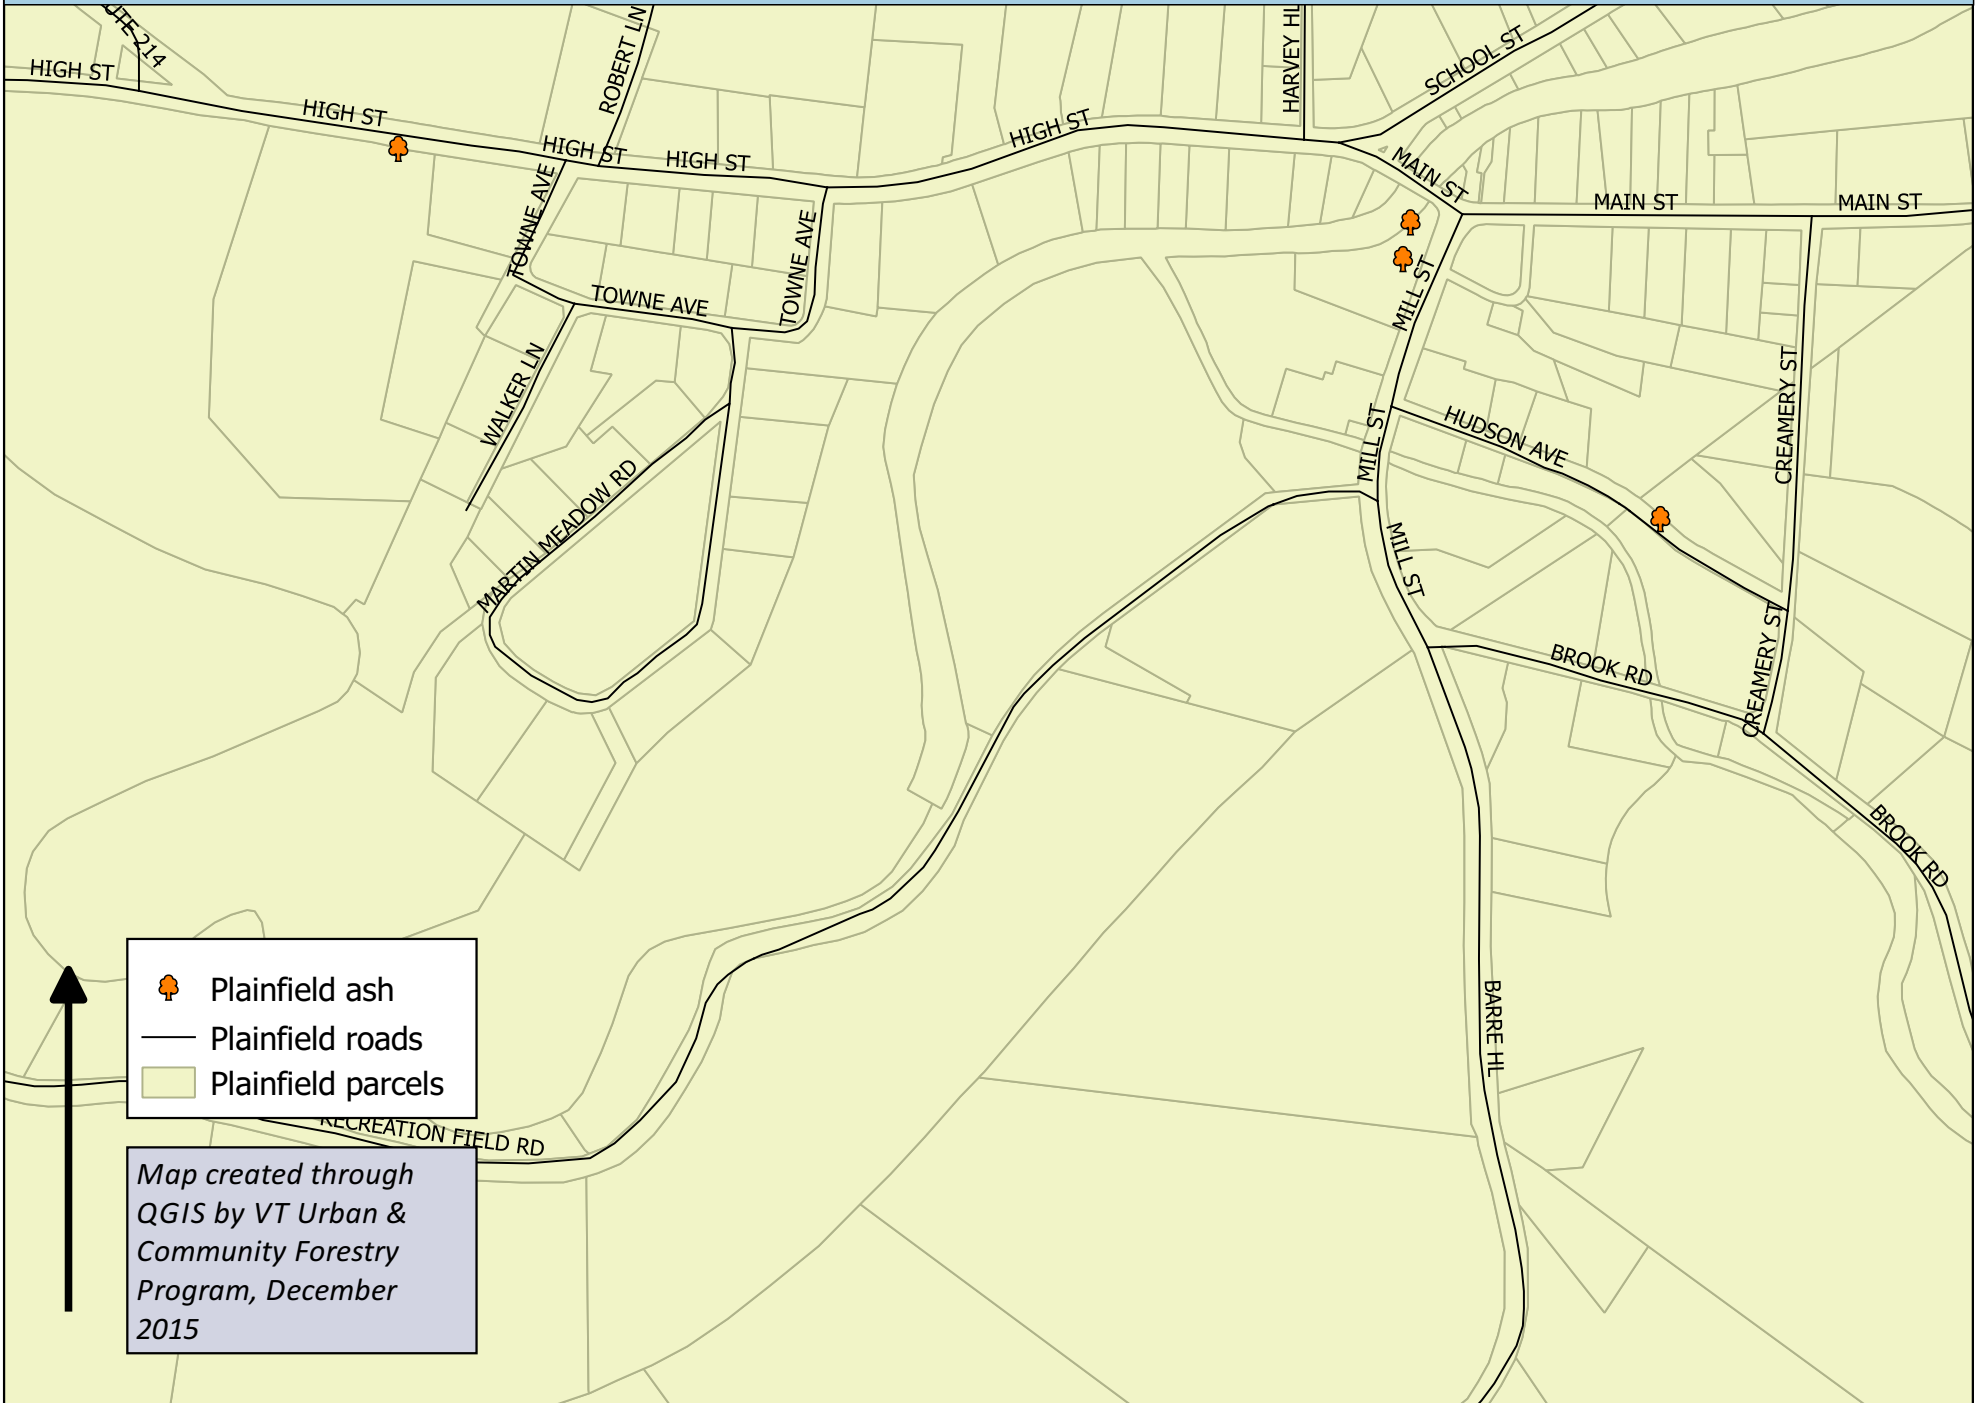 UTE 214
HIGH ST
HIGH ST
ROBERT LN
HIGH ST
HIGH ST
HIGH ST
HARVEY HL
SCHOOL ST
MAIN ST
MAIN ST
MAIN ST
TOWNE AVE
TOWNE AVE
TOWNE AVE
WALKER LN
MARTIN MEADOW RD
MILL ST
MILL ST
HUDSON AVE
CREAMERY ST
MILL ST
BROOK RD
CREAMERY ST
BROOK RD
BARRE HL
Plainfield ash
Plainfield roads
Plainfield parcels
RECREATION FIELD RD
Map created through
QGIS by VT Urban &
Community Forestry
Program, December
2015